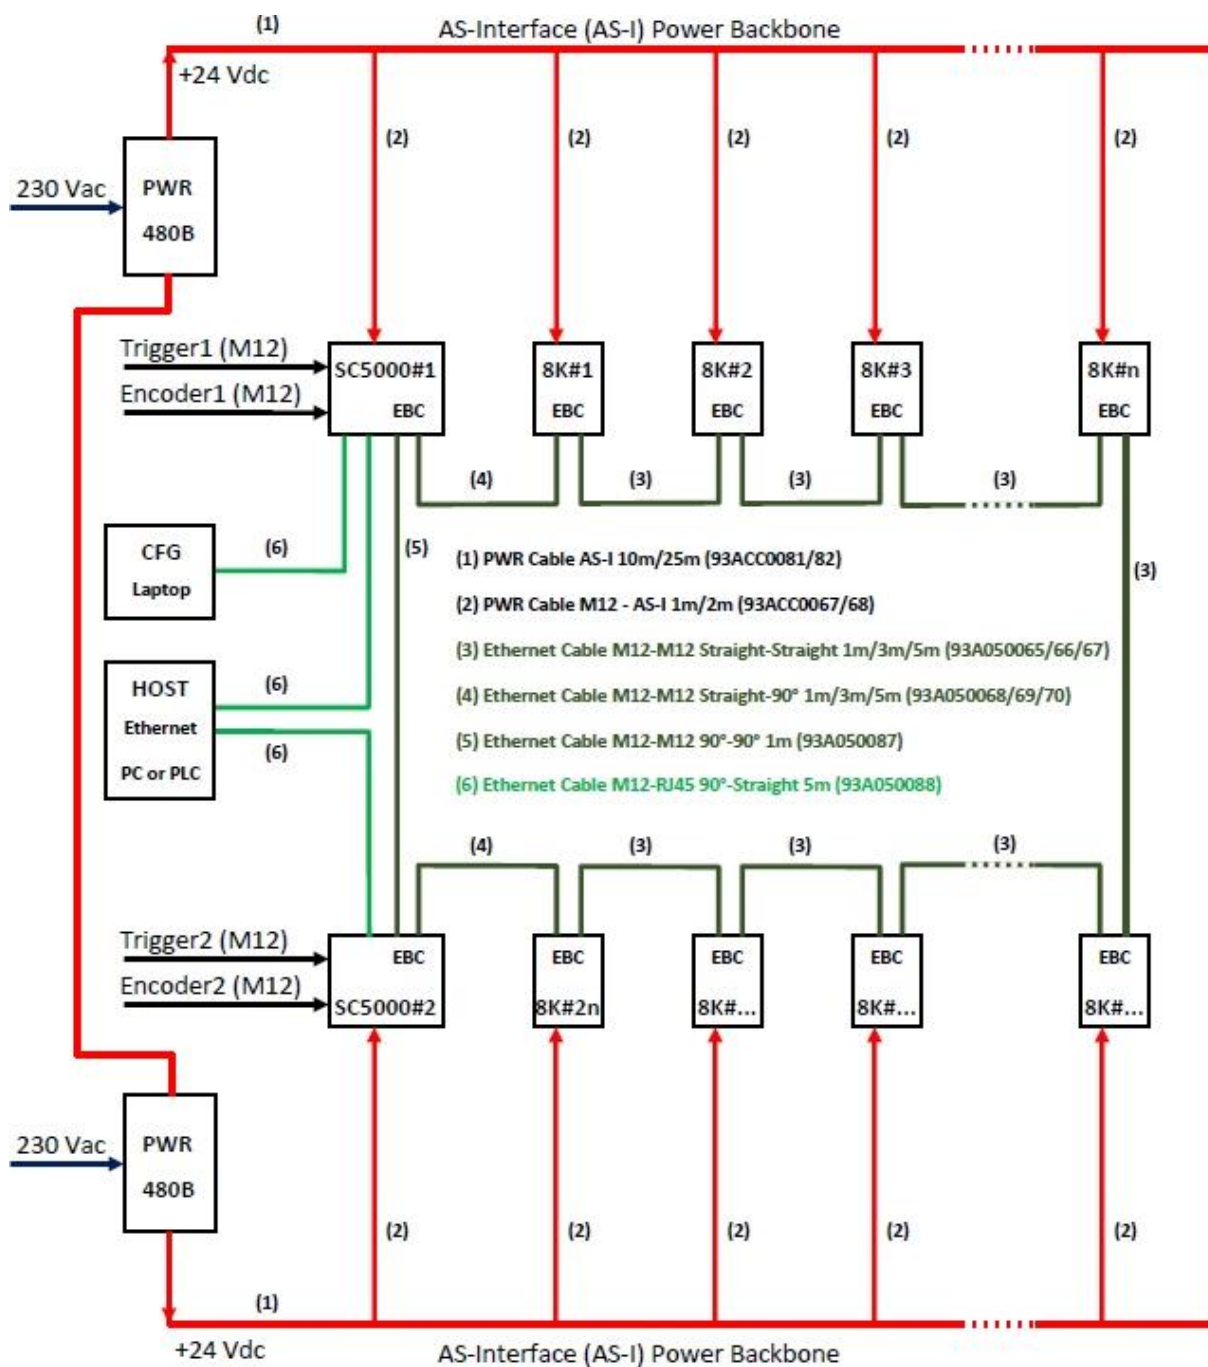 (1)
AS-Interface (AS-I) Power Backbone
+24 Vdc
(2)
(2)
(2)
(2)
(2)
230 Vac
PWR
480B
Trigger1 (M12)
Encoder1 (M12)
SC5000#1
EBC
8K#1
EBC
8K#2
EBC
8K#3
EBC
8K#n
EBC
(4)
(3)
(3)
(3)
CFG
Laptop
(6)
(5)
(3)
HOST
Ethernet
PC or PLC
(6)
(6)
(1) PWR Cable AS-I 10m/25m (93ACC0081/82)
(2) PWR Cable M12 - AS-I 1m/2m (93ACC0067/68)
(3) Ethernet Cable M12-M12 Straight-Straight 1m/3m/5m (93A050065/66/67)
(4) Ethernet Cable M12-M12 Straight-90° 1m/3m/5m (93A050068/69/70)
(5) Ethernet Cable M12-M12 90°-90° 1m (93A050087)
(6) Ethernet Cable M12-RJ45 90°-Straight 5m (93A050088)
(4)
(3)
(3)
(3)
Trigger2 (M12)
Encoder2 (M12)
EBC
SC5000#2
EBC
8K#2n
EBC
8K#...
EBC
8K#...
EBC
8K#...
230 Vac
PWR
480B
(2)
(2)
(2)
(2)
(2)
(1)
+24 Vdc
AS-Interface (AS-I) Power Backbone